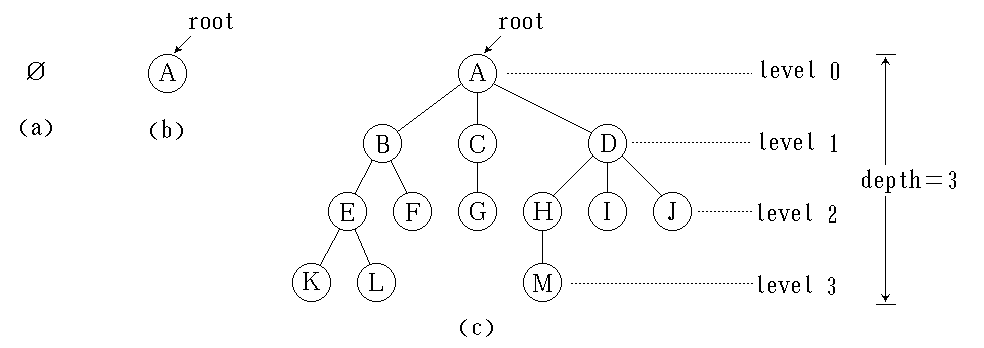 root root
Ø A A level 0
(a) (b) B C D level 1
depth=3
E F G H I J level 2
K L M level 3
(c)